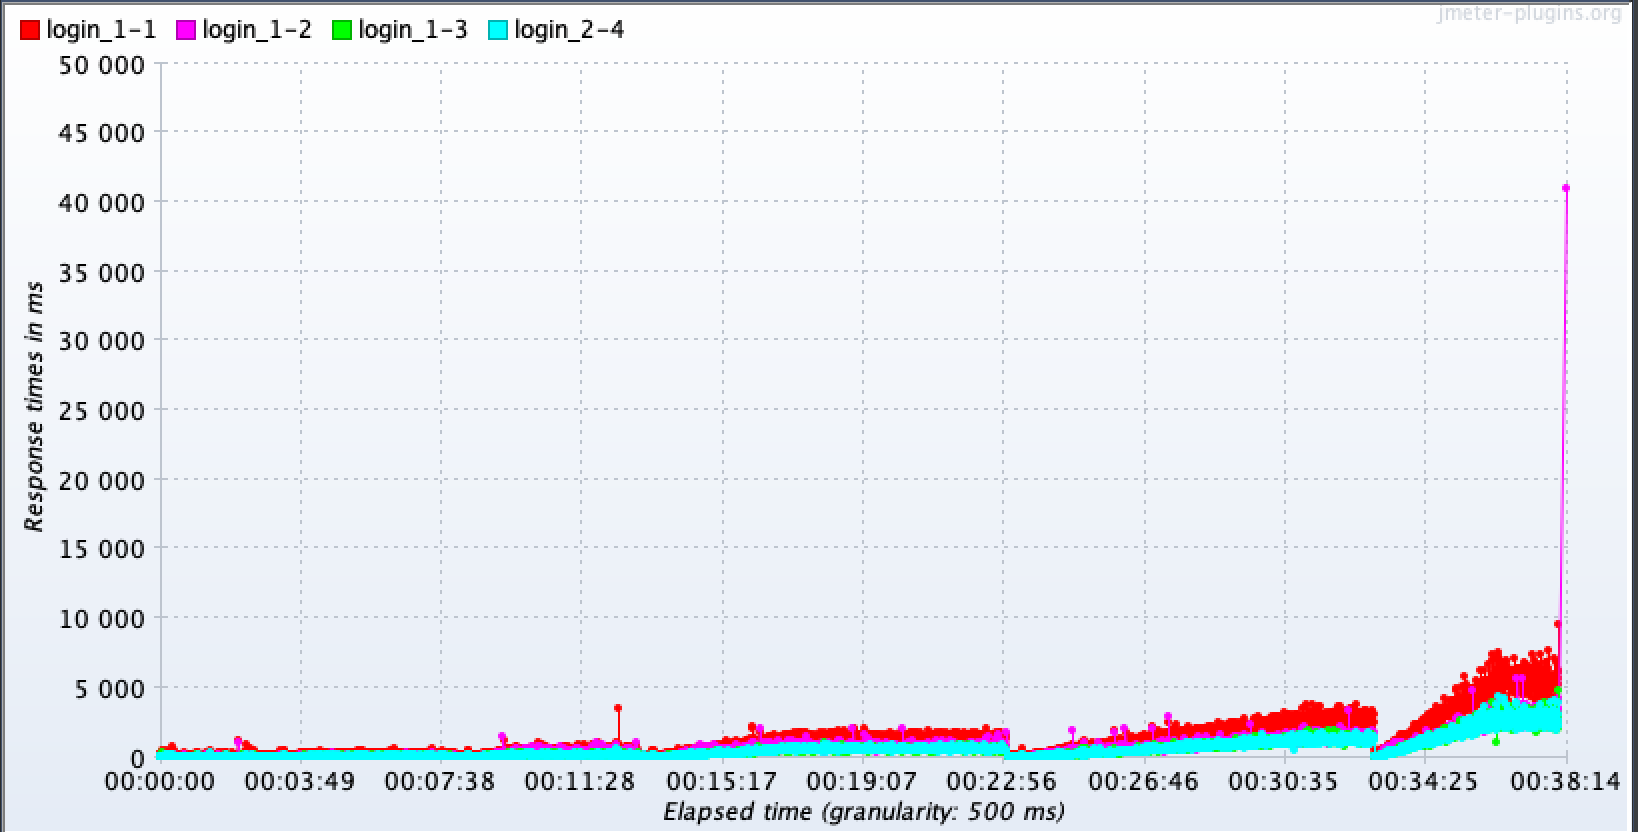 jmeter-plugins.org
login_1-1 login_1-2 login_1-3 login_2-4
50 000
45 000
40 000
35 000
30 000
25 000
20 000
15 000
10 000
5 000
0
Response times in ms
00:00:00 00:03:49 00:07:38 00:11:28 00:15:17 00:19:07 00:22:56 00:26:46 00:30:35 00:34:25 00:38:14
Elapsed time (granularity: 500 ms)